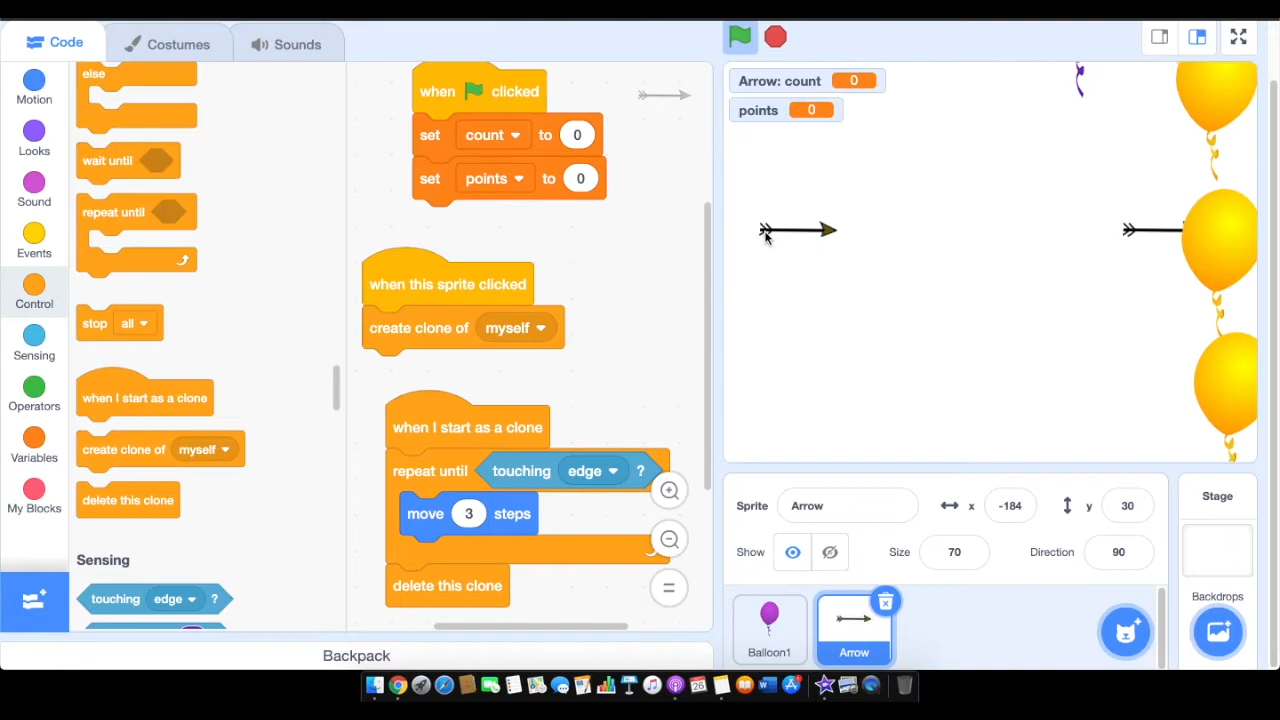 Code
Costumes
Sounds
Motion
Looks
Sound
Events
Control
Sensing
Operators
Variables
My Blocks
else
wait until
repeat until
stop all
when I start as a clone
create clone of myself
delete this clone
Sensing
touching edge ?
when clicked
set count to 0
set points to 0
when this sprite clicked
create clone of myself
when I start as a clone
repeat until touching edge ?
move 3 steps
delete this clone
Backpack
Arrow: count 0
points 0
Sprite Arrow x -184 y 30
Show Size 70 Direction 90
Balloon1
Arrow
Stage
Backdrops